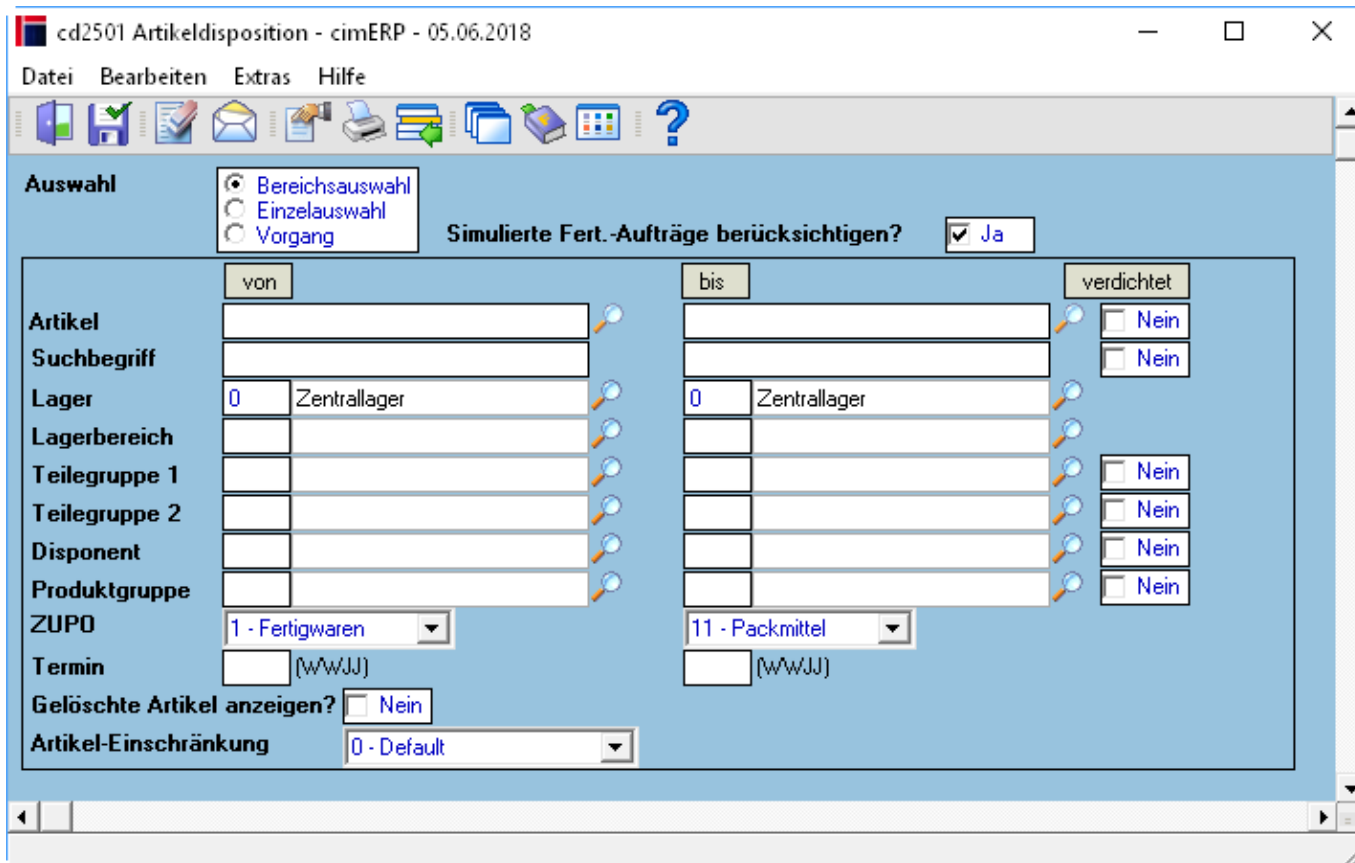 cd2501 Artikeldisposition - cimERP - 05.06.2018
Datei Bearbeiten Extras Hilfe
Auswahl
Bereichsauswahl
Einzelauswahl
Vorgang
Simulierte Fert.-Aufträge berücksichtigen? Ja
von bis verdichtet
Artikel Nein
Suchbegriff Nein
Lager 0 Zentrallager 0 Zentrallager
Lagerbereich
Teilegruppe 1 Nein
Teilegruppe 2 Nein
Disponent Nein
Produktgruppe Nein
ZUPO 1 - Fertigwaren 11 - Packmittel
Termin (WWJJ) (WWJJ)
Gelöschte Artikel anzeigen? Nein
Artikel-Einschränkung 0 - Default